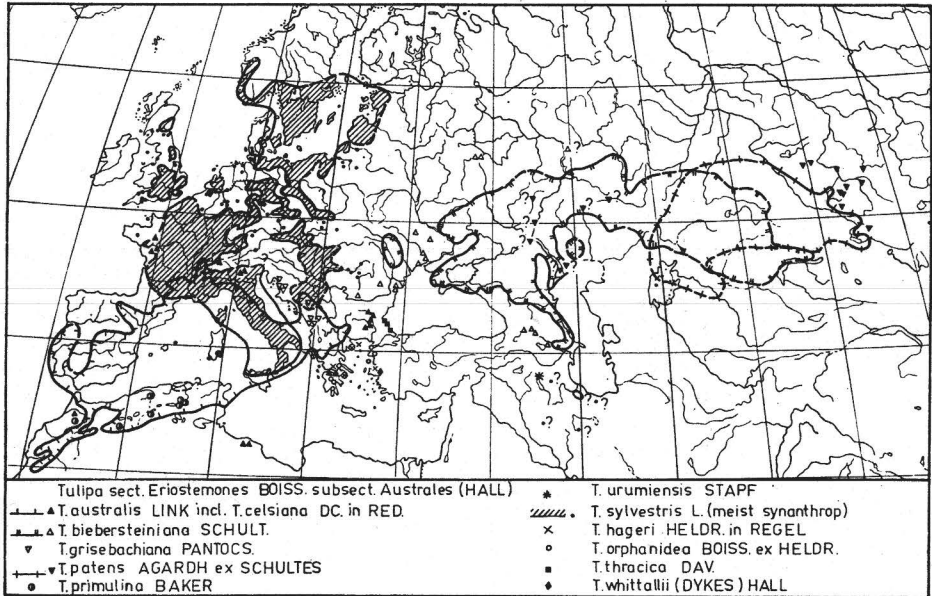 Tulipa sect. Eriostemones BOISS. subsect. Australes (HALL)
T. australis LINK incl. T. celsiana DC. in RED.
T. biebersteiniana SCHULT.
T. grisebachiana PANTOCS.
T. patens AGARDH ex SCHULTES
T. primulina BAKER
T. urumiensis STAPF
T. sylvestris L. (meist synanthrop)
T. hageri HELDR. in REGEL
T. orphanidea BOISS. ex HELDR.
T. thracica DAV.
T. whittallii (DYKES) HALL